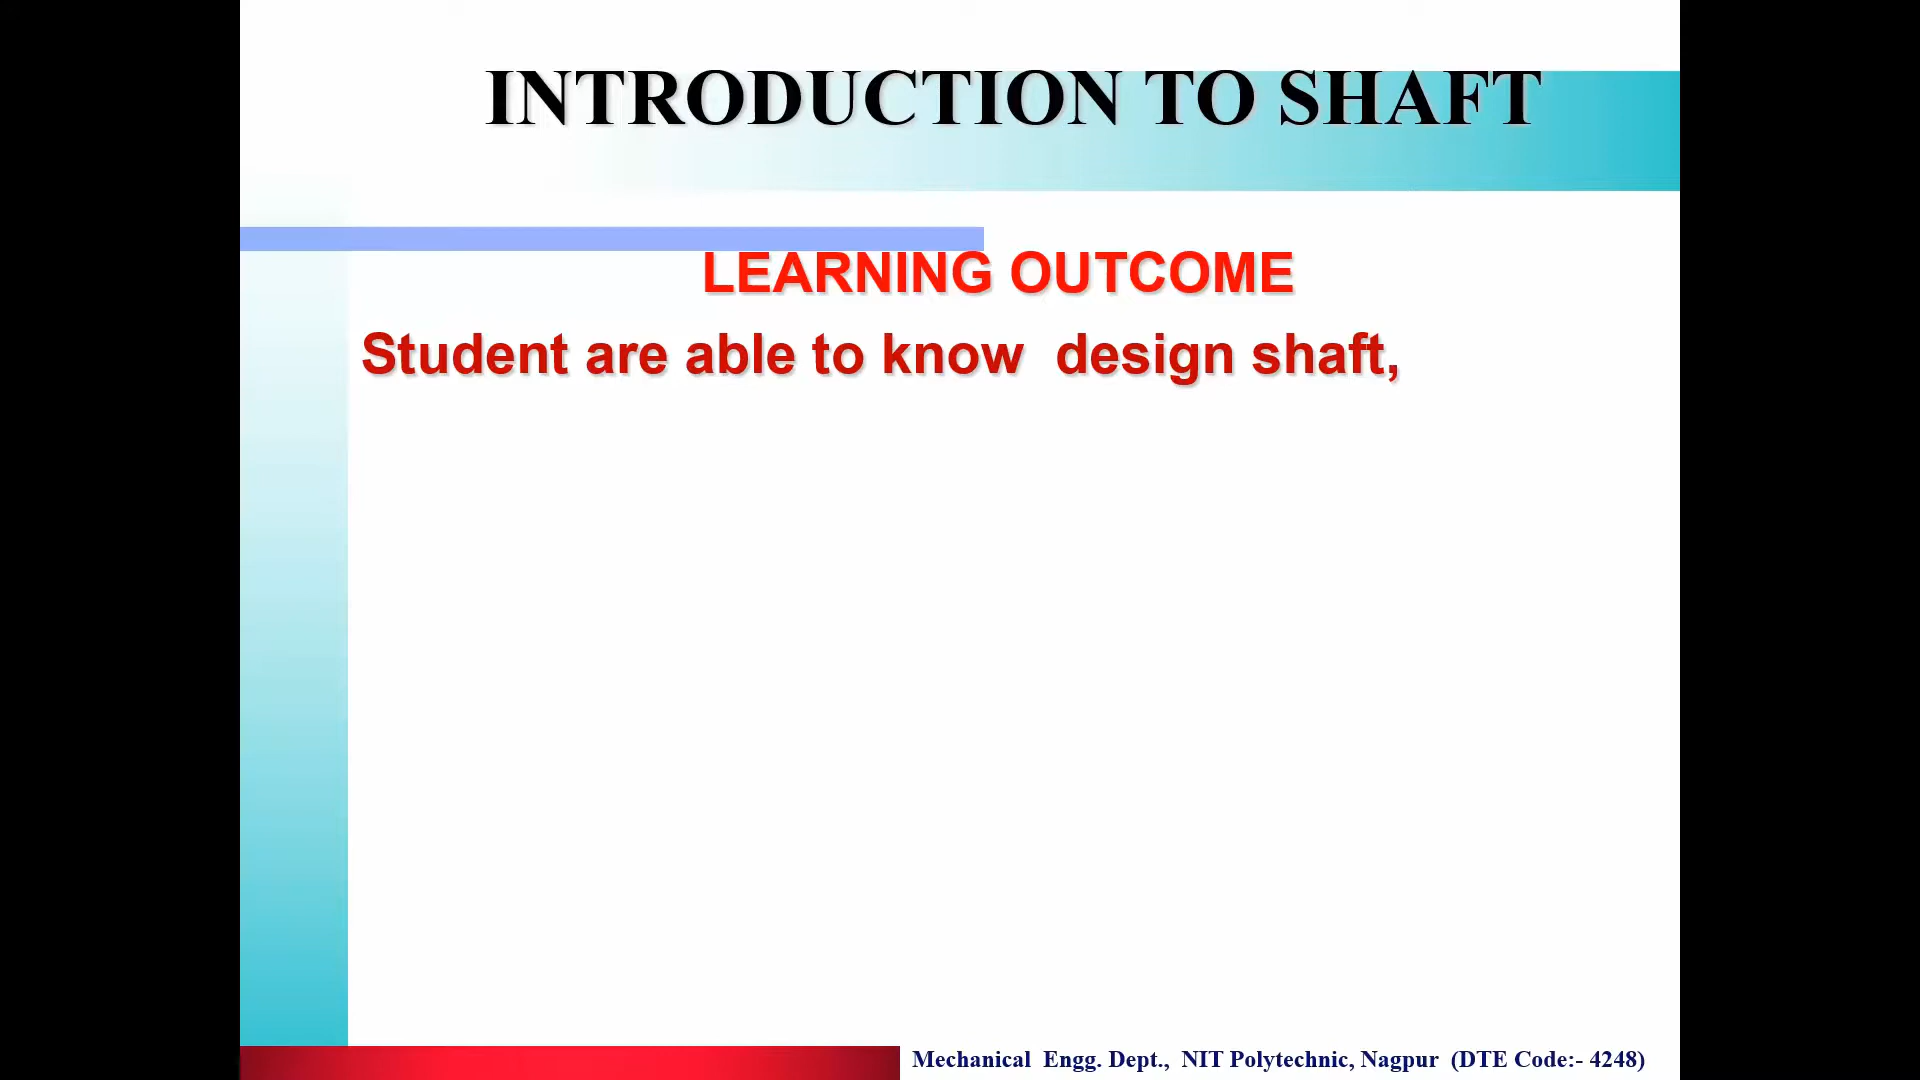 INTRODUCTION TO SHAFT
LEARNING OUTCOME
Student are able to know  design shaft,
Mechanical  Engg. Dept.,  NIT Polytechnic, Nagpur  (DTE Code:- 4248)